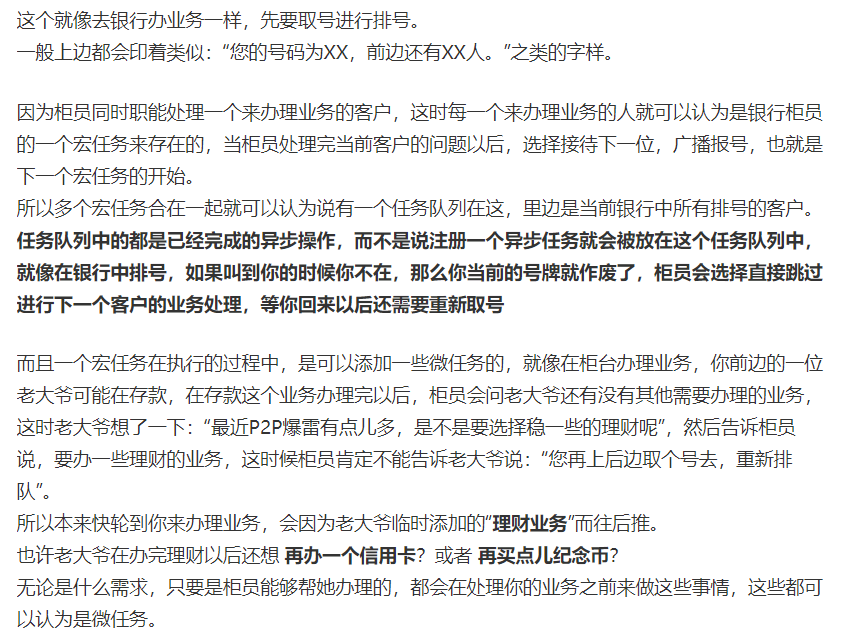 这个就像去银行办业务一样，先要取号进行排号。
一般上边都会印着类似：“您的号码为XX，前边还有XX人。”之类的字样。
因为柜员同时职能处理一个来办理业务的客户，这时每一个来办理业务的人就可以认为是银行柜员
的一个宏任务来存在的，当柜员处理完当前客户的问题以后，选择接待下一位，广播报号，也就是
下一个宏任务的开始。
所以多个宏任务合在一起就可以认为说有一个任务队列在这，里边是当前银行中所有排号的客户。
任务队列中的都是已经完成的异步操作，而不是说注册一个异步任务就会被放在这个任务队列中，
就像在银行中排号，如果叫到你的时候你不在，那么你当前的号牌就作废了，柜员会选择直接跳过
进行下一个客户的业务处理，等你回来以后还需要重新取号
而且一个宏任务在执行的过程中，是可以添加一些微任务的，就像在柜台办理业务，你前边的一位
老大爷可能在存款，在存款这个业务办理完以后，柜员会问老大爷还有没有其他需要办理的业务，
这时老大爷想了一下：“最近P2P爆雷有点儿多，是不是要选择稳一些的理财呢”，然后告诉柜员
说，要办一些理财的业务，这时候柜员肯定不能告诉老大爷说：“您再上后边取个号去，重新排
队”。
所以本来快轮到你来办理业务，会因为老大爷临时添加的“理财业务”而往后推。
也许老大爷在办完理财以后还想 再办一个信用卡？或者 再买点儿纪念币？
无论是什么需求，只要是柜员能够帮她办理的，都会在处理你的业务之前来做这些事情，这些都可
以认为是微任务。